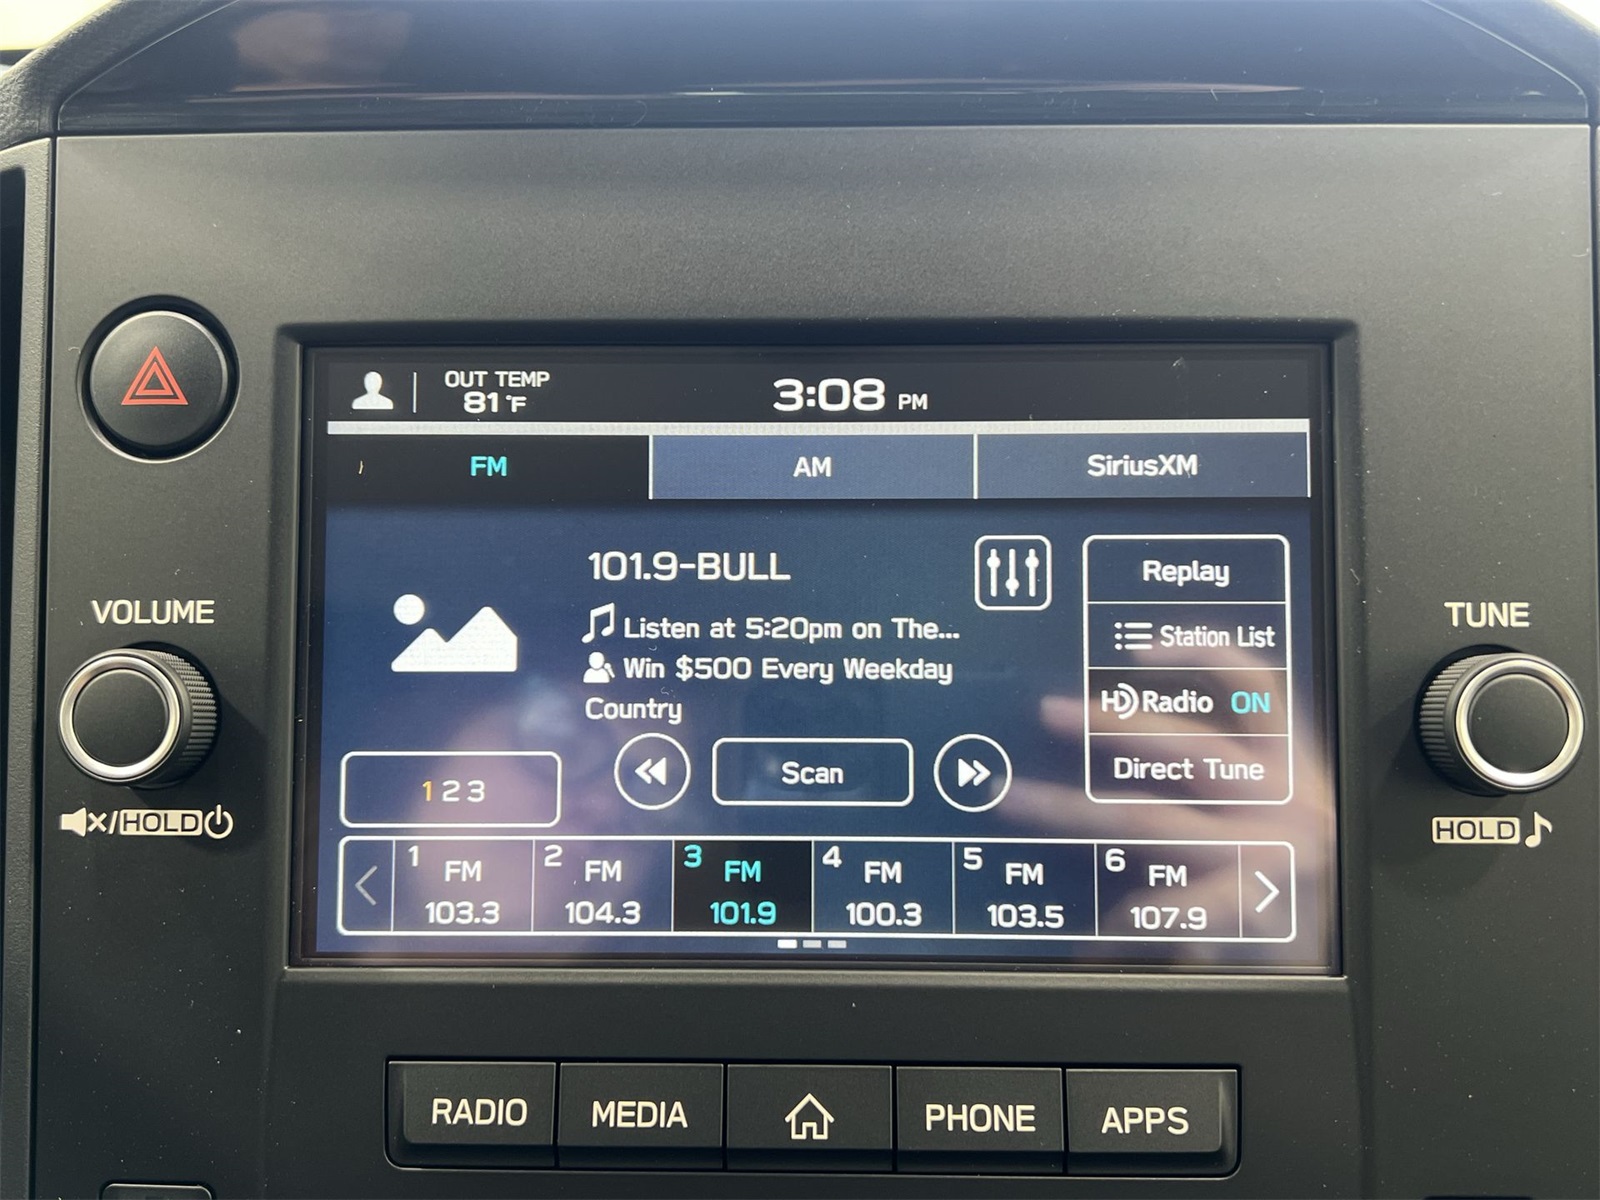 OUT TEMP
81°F
3:08 PM
FM
AM
SiriusXM
101.9-BULL
Listen at 5:20pm on The...
Win $500 Every Weekday
Country
Replay
Station List
HD Radio ON
Direct Tune
Scan
1 2 3
1 FM 103.3
2 FM 104.3
3 FM 101.9
4 FM 100.3
5 FM 103.5
6 FM 107.9
VOLUME
/HOLD
TUNE
HOLD
RADIO
MEDIA
PHONE
APPS